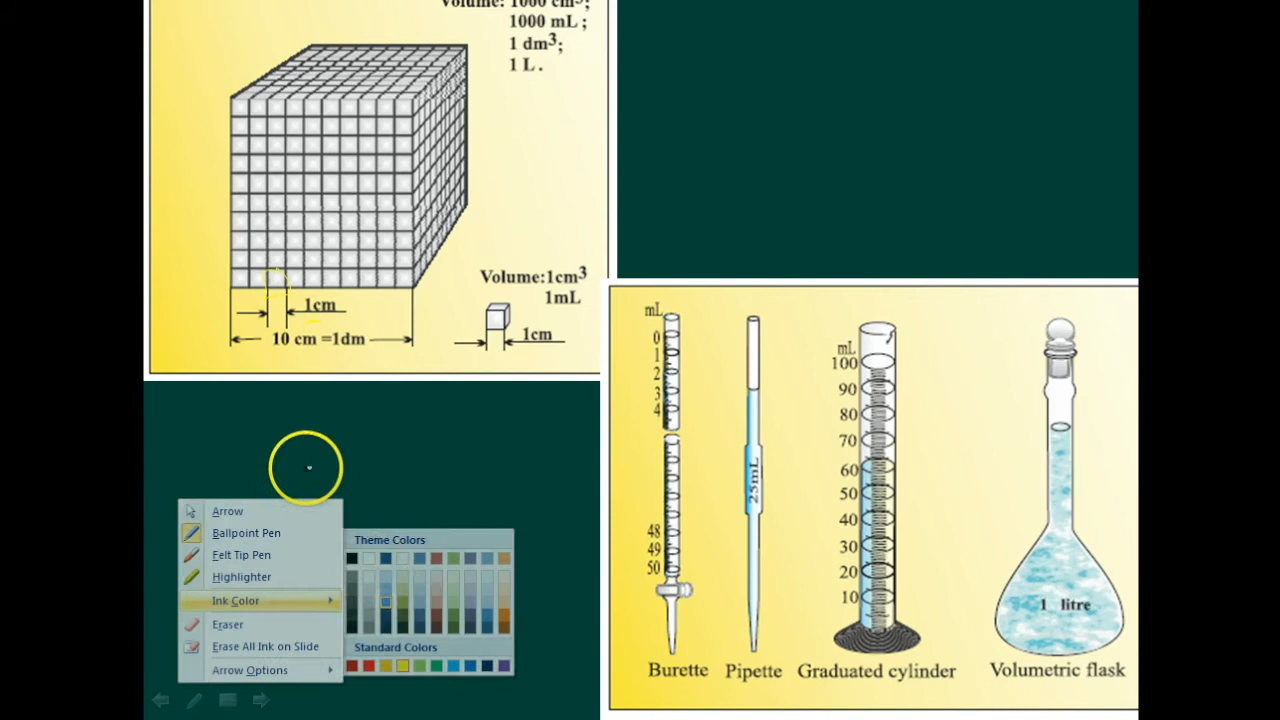 Volume: 1000 cm³;
1000 mL ;
1 dm³;
1 L .
1cm
10 cm =1dm
Volume:1cm³
1mL
1cm
mL
0
1
2
3
4
48
49
50
25mL
mL
100
90
80
70
60
50
40
30
20
10
1 litre
Burette
Pipette
Graduated cylinder
Volumetric flask
Arrow
Ballpoint Pen
Felt Tip Pen
Highlighter
Ink Color
Eraser
Erase All Ink on Slide
Arrow Options
Theme Colors
Standard Colors